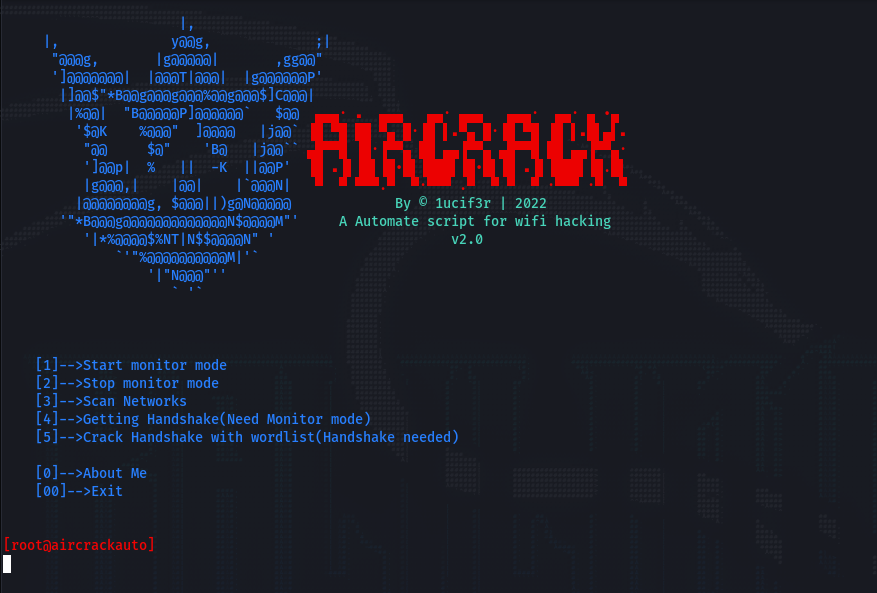 AIRCRACK
By © 1ucif3r | 2022
A Automate script for wifi hacking
v2.0
[1]-->Start monitor mode
[2]-->Stop monitor mode
[3]-->Scan Networks
[4]-->Getting Handshake(Need Monitor mode)
[5]-->Crack Handshake with wordlist(Handshake needed)
[0]-->About Me
[00]-->Exit
[root@aircrackauto]